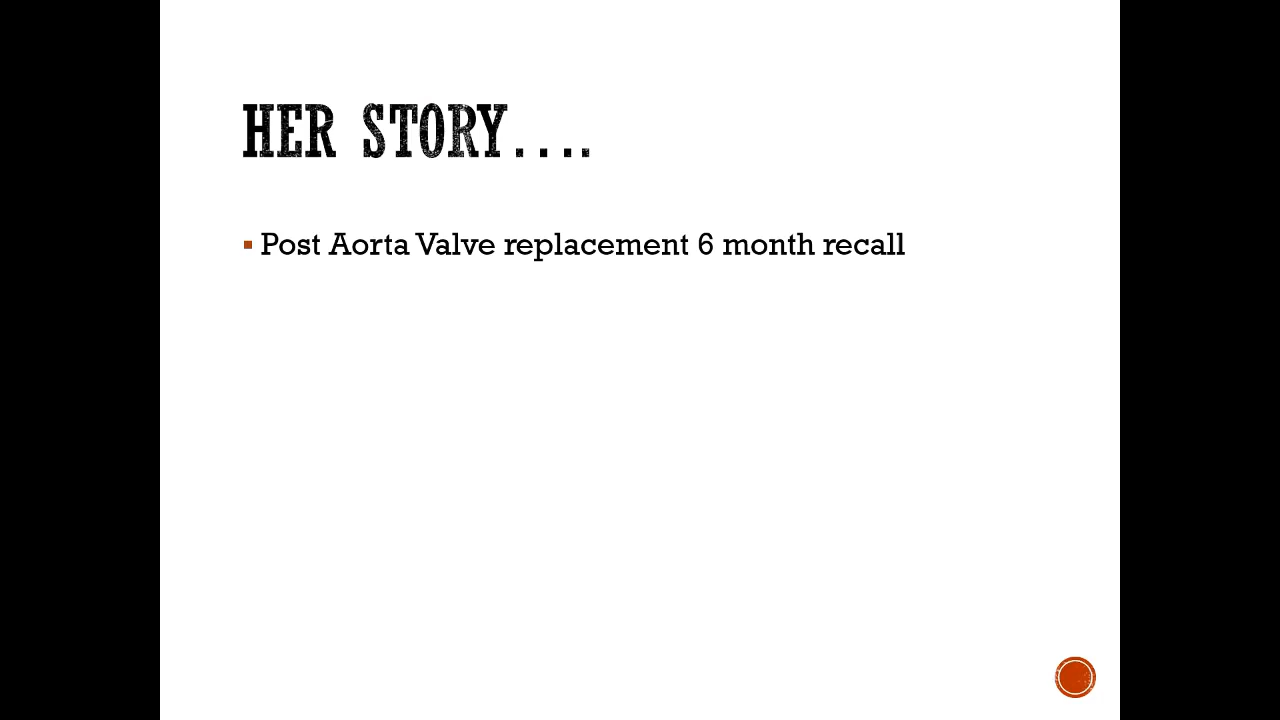 HER STORY....
Post Aorta Valve replacement 6 month recall